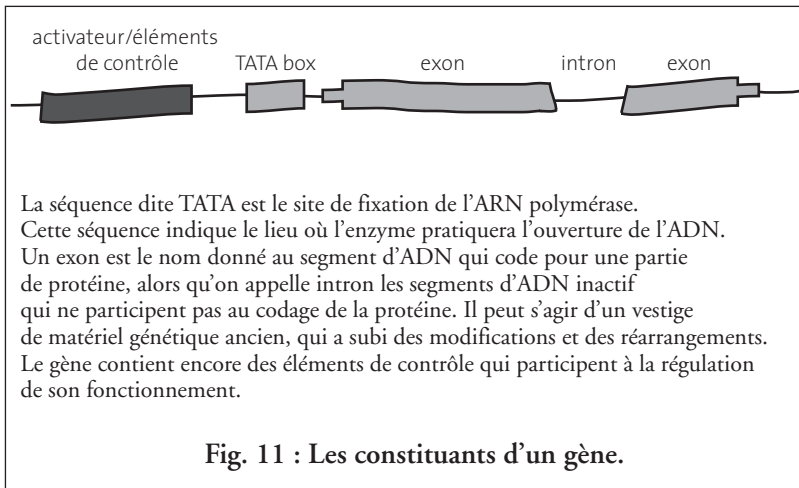 activateur/éléments
de contrôle
TATA box
exon
intron
exon
La séquence dite TATA est le site de fixation de l’ARN polymérase.
Cette séquence indique le lieu où l’enzyme pratiquera l’ouverture de l’ADN.
Un exon est le nom donné au segment d’ADN qui code pour une partie
de protéine, alors qu’on appelle intron les segments d’ADN inactif
qui ne participent pas au codage de la protéine. Il peut s’agir d’un vestige
de matériel génétique ancien, qui a subi des modifications et des réarrangements.
Le gène contient encore des éléments de contrôle qui participent à la régulation
de son fonctionnement.
Fig. 11 : Les constituants d’un gène.